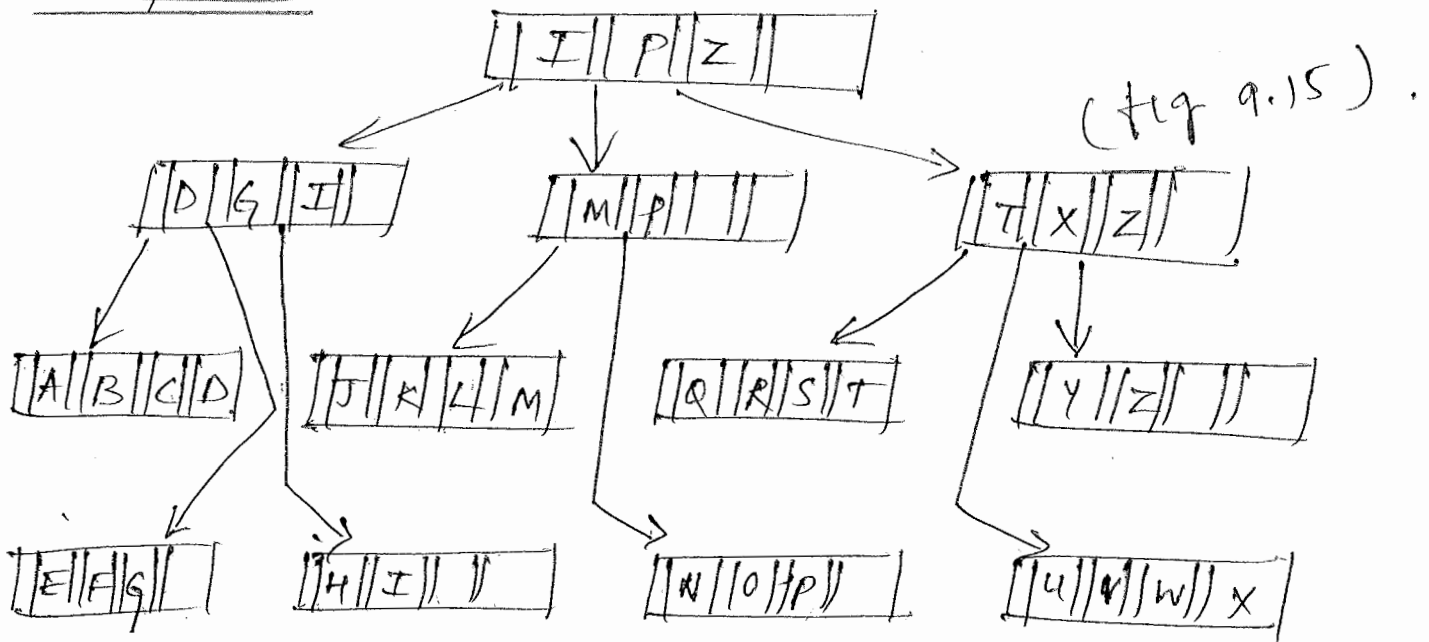 I P Z
(fig 9.15).
D G I
M P
T X Z
A B C D
J K L M
Q R S T
Y Z
E F G
H I
N O P
U V W X